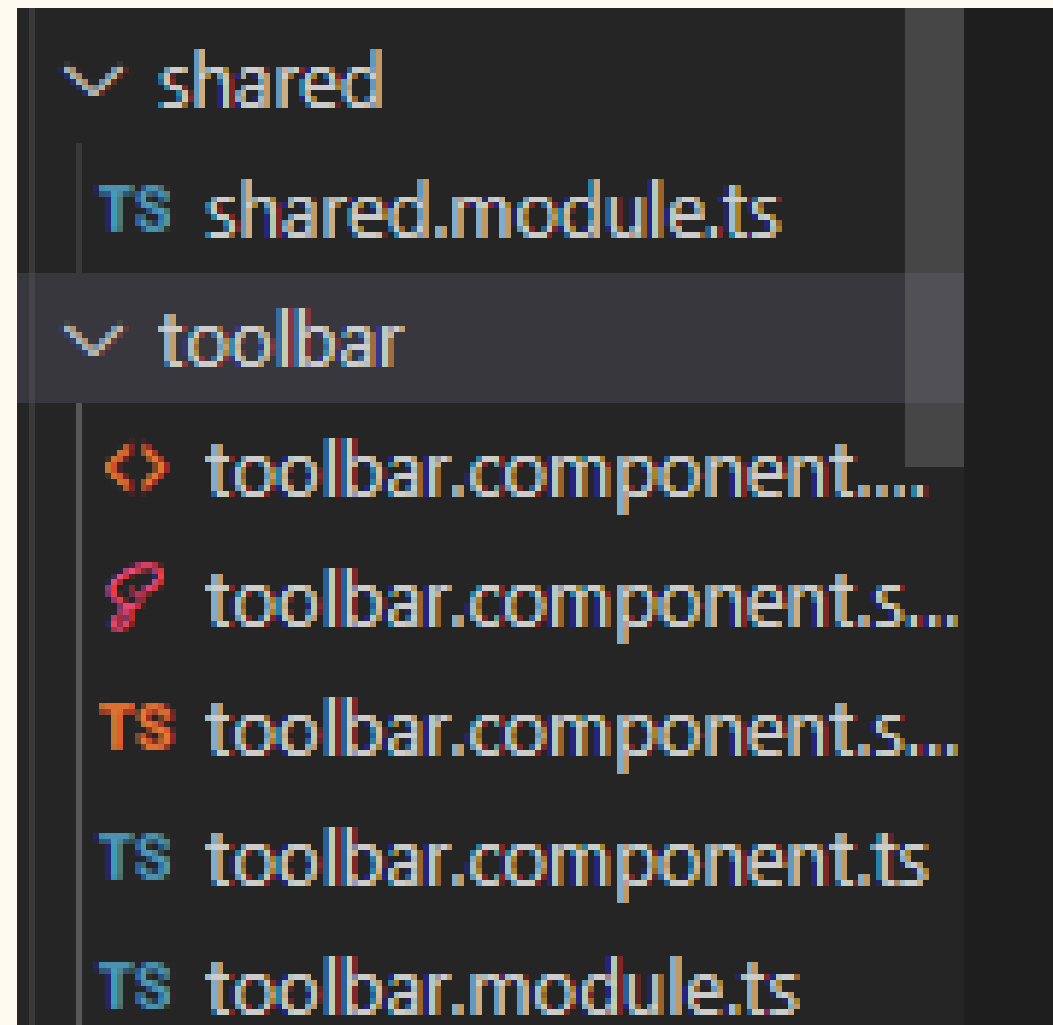 shared
TS shared.module.ts
toolbar
<> toolbar.component....
toolbar.component.s...
TS toolbar.component.s...
TS toolbar.component.ts
TS toolbar.module.ts